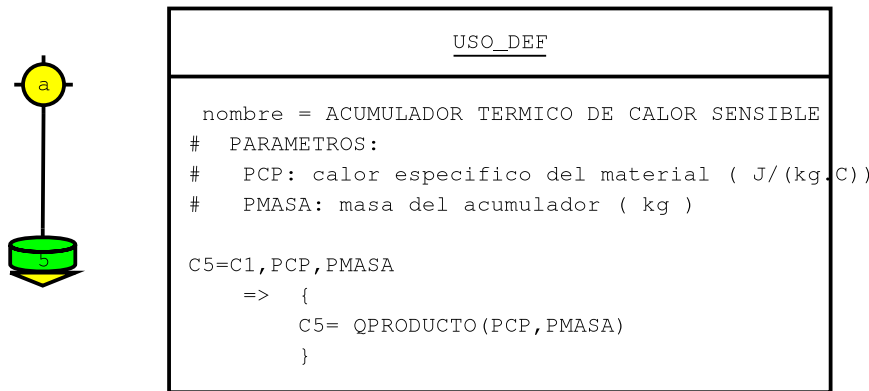 a
5
USO_DEF
nombre = ACUMULADOR TERMICO DE CALOR SENSIBLE
# PARAMETROS:
# PCP: calor especifico del material ( J/(kg.C))
# PMASA: masa del acumulador ( kg )
C5=C1,PCP,PMASA
=> {
C5= QPRODUCTO(PCP,PMASA)
}